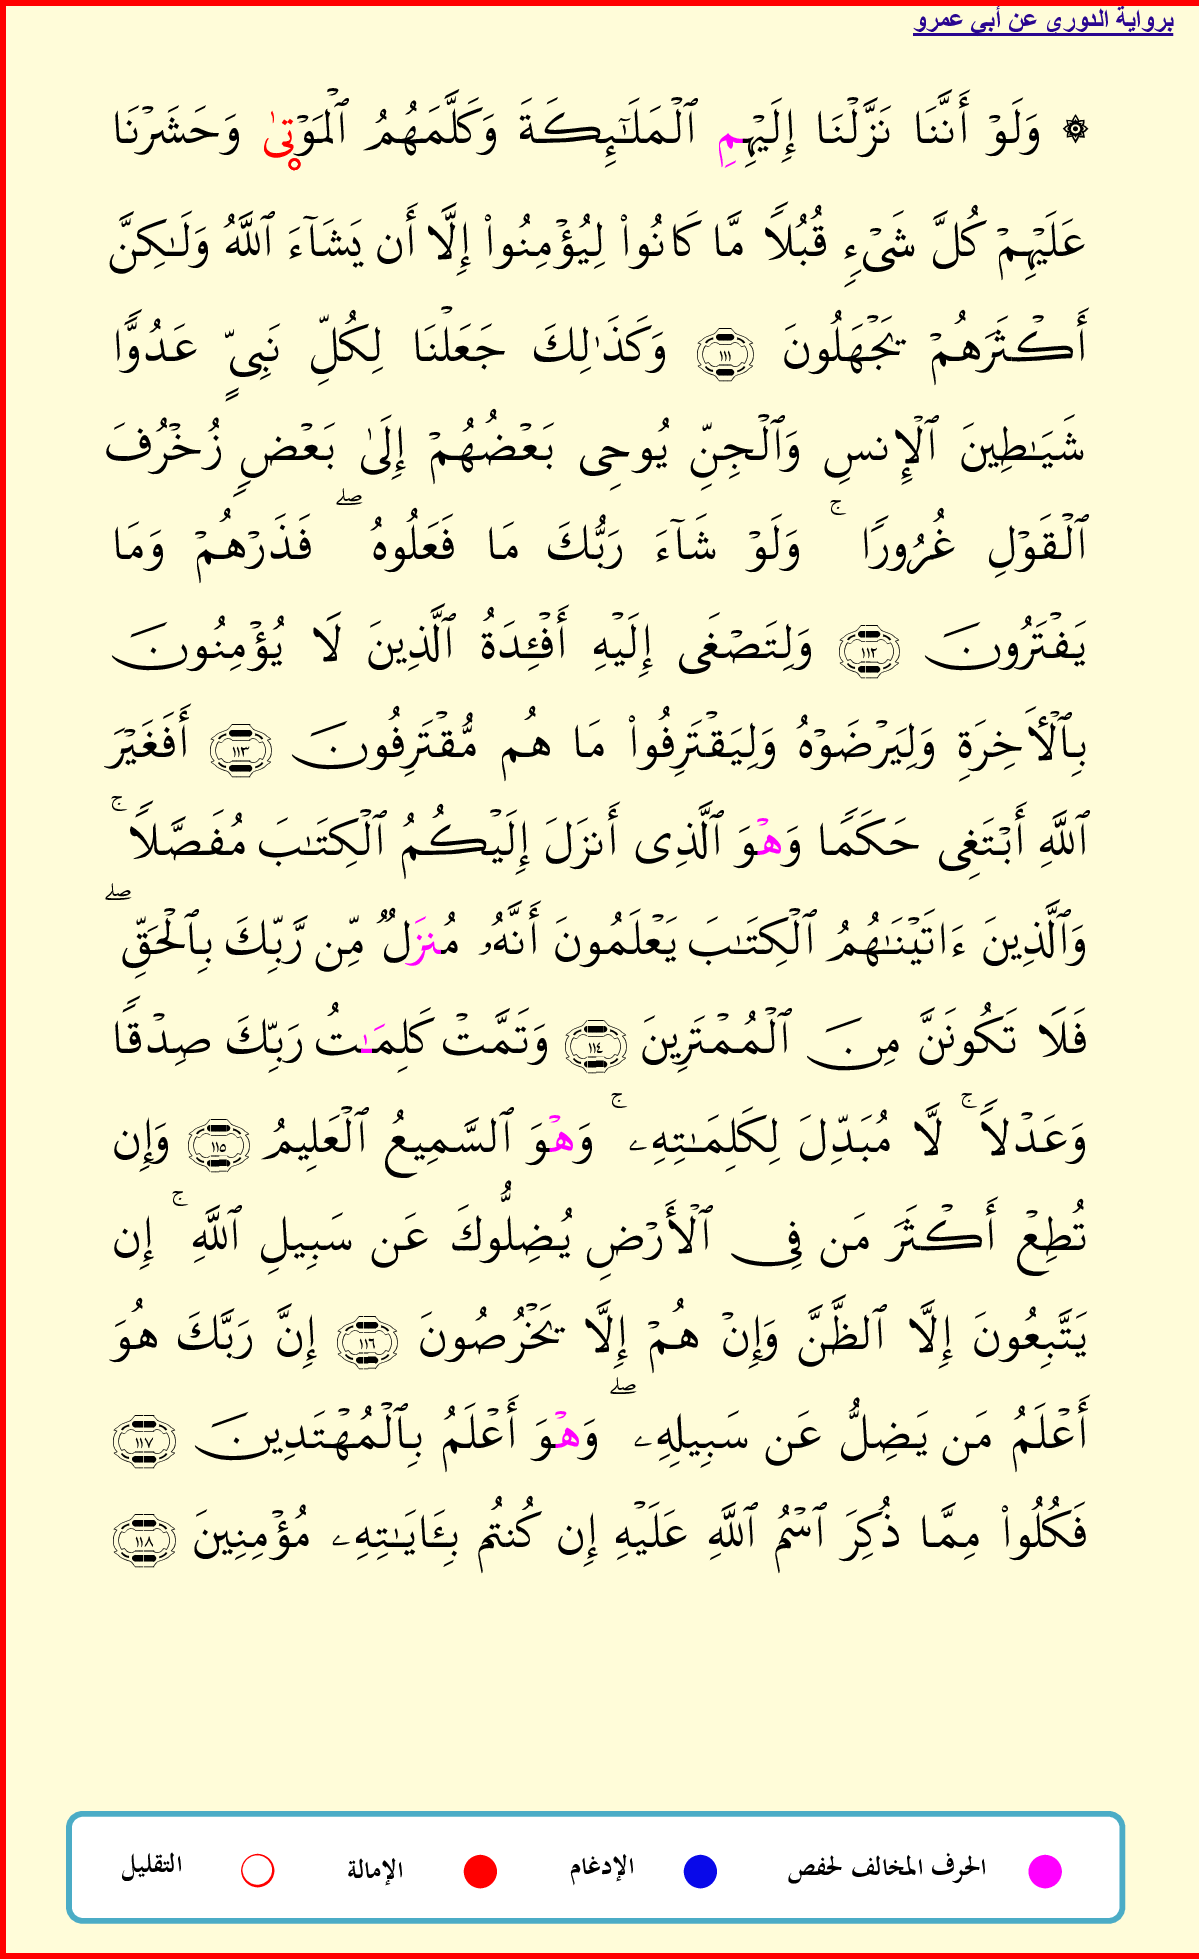 برواية الدوري عن أبي عمرو
۞ وَلَوۡ أَنَّنَا نَزَّلۡنَا إِلَيۡهِمِ ٱلۡمَلَٰٓئِكَةَ وَكَلَّمَهُمُ ٱلۡمَوۡتٜىٰ وَحَشَرۡنَا
عَلَيۡهِمۡ كُلَّ شَيۡءٖ قُبُلٗا مَّا كَانُواْ لِيُؤۡمِنُواْ إِلَّا أَن يَشَآءَ ٱللَّهُ وَلَٰكِنَّ
أَكۡثَرَهُمۡ يَجۡهَلُونَ ١١١ وَكَذَٰلِكَ جَعَلۡنَا لِكُلِّ نَبِيٍّ عَدُوّٗا
شَيَٰطِينَ ٱلۡإِنسِ وَٱلۡجِنِّ يُوحِي بَعۡضُهُمۡ إِلَىٰ بَعۡضٖ زُخۡرُفَ
ٱلۡقَوۡلِ غُرُورٗاۚ وَلَوۡ شَآءَ رَبُّكَ مَا فَعَلُوهُۖ فَذَرۡهُمۡ وَمَا
يَفۡتَرُونَ ١١٢ وَلِتَصۡغَىٰ إِلَيۡهِ أَفۡـِٔدَةُ ٱلَّذِينَ لَا يُؤۡمِنُونَ
بِٱلۡأٓخِرَةِ وَلِيَرۡضَوۡهُ وَلِيَقۡتَرِفُواْ مَا هُم مُّقۡتَرِفُونَ ١١٣ أَفَغَيۡرَ
ٱللَّهِ أَبۡتَغِي حَكَمٗا وَهۡوَ ٱلَّذِي أَنزَلَ إِلَيۡكُمُ ٱلۡكِتَٰبَ مُفَصَّلٗاۚ
وَٱلَّذِينَ ءَاتَيۡنَٰهُمُ ٱلۡكِتَٰبَ يَعۡلَمُونَ أَنَّهُۥ مُنزَلٞ مِّن رَّبِّكَ بِٱلۡحَقِّۖ
فَلَا تَكُونَنَّ مِنَ ٱلۡمُمۡتَرِينَ ١١٤ وَتَمَّتۡ كَلِمَٰتُ رَبِّكَ صِدۡقٗا
وَعَدۡلٗاۚ لَّا مُبَدِّلَ لِكَلِمَٰتِهِۦۚ وَهۡوَ ٱلسَّمِيعُ ٱلۡعَلِيمُ ١١٥ وَإِن
تُطِعۡ أَكۡثَرَ مَن فِي ٱلۡأَرۡضِ يُضِلُّوكَ عَن سَبِيلِ ٱللَّهِۚ إِن
يَتَّبِعُونَ إِلَّا ٱلظَّنَّ وَإِنۡ هُمۡ إِلَّا يَخۡرُصُونَ ١١٦ إِنَّ رَبَّكَ هُوَ
أَعۡلَمُ مَن يَضِلُّ عَن سَبِيلِهِۦۖ وَهۡوَ أَعۡلَمُ بِٱلۡمُهۡتَدِينَ ١١٧
فَكُلُواْ مِمَّا ذُكِرَ ٱسۡمُ ٱللَّهِ عَلَيۡهِ إِن كُنتُم بِـَٔايَٰتِهِۦ مُؤۡمِنِينَ ١١٨
الحرف المخالف لحفص الإدغام الإمالة التقليل